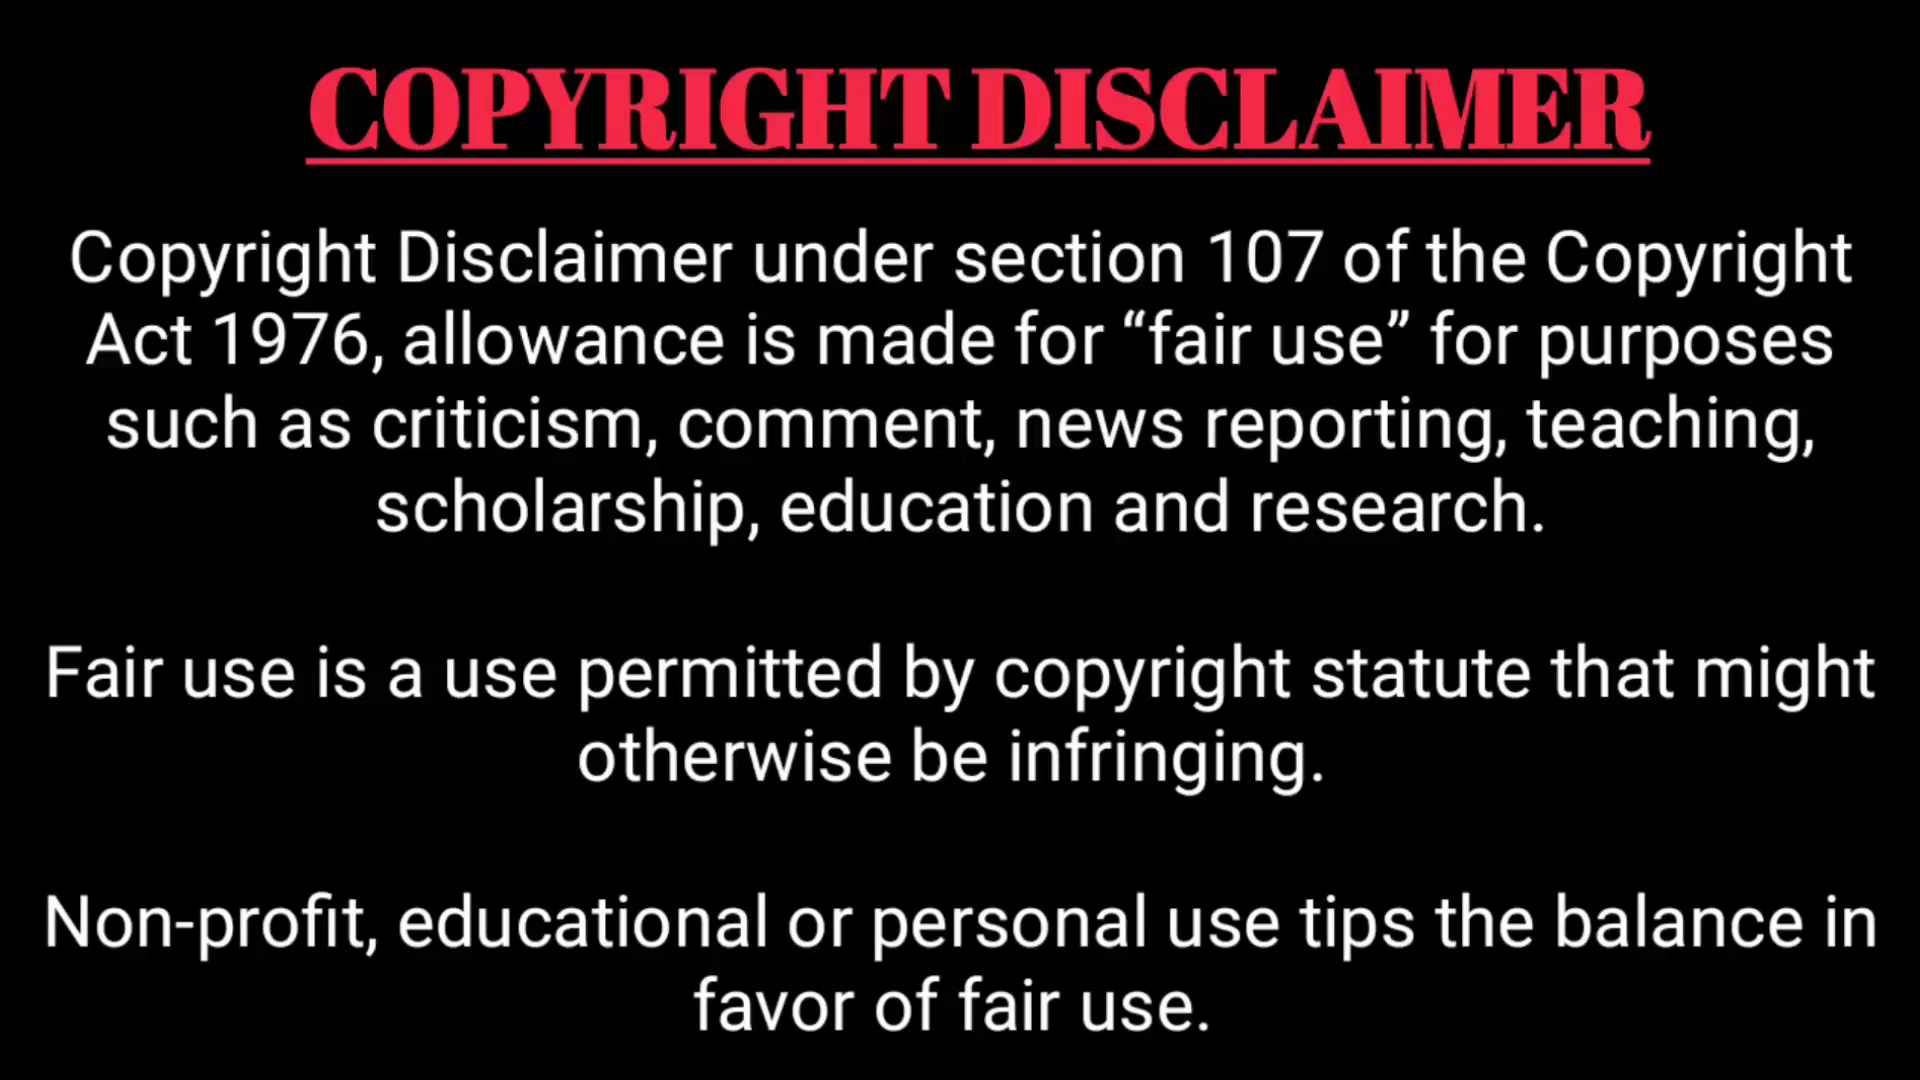 COPYRIGHT DISCLAIMER
Copyright Disclaimer under section 107 of the Copyright
Act 1976, allowance is made for “fair use” for purposes
such as criticism, comment, news reporting, teaching,
scholarship, education and research.
Fair use is a use permitted by copyright statute that might
otherwise be infringing.
Non-profit, educational or personal use tips the balance in
favor of fair use.